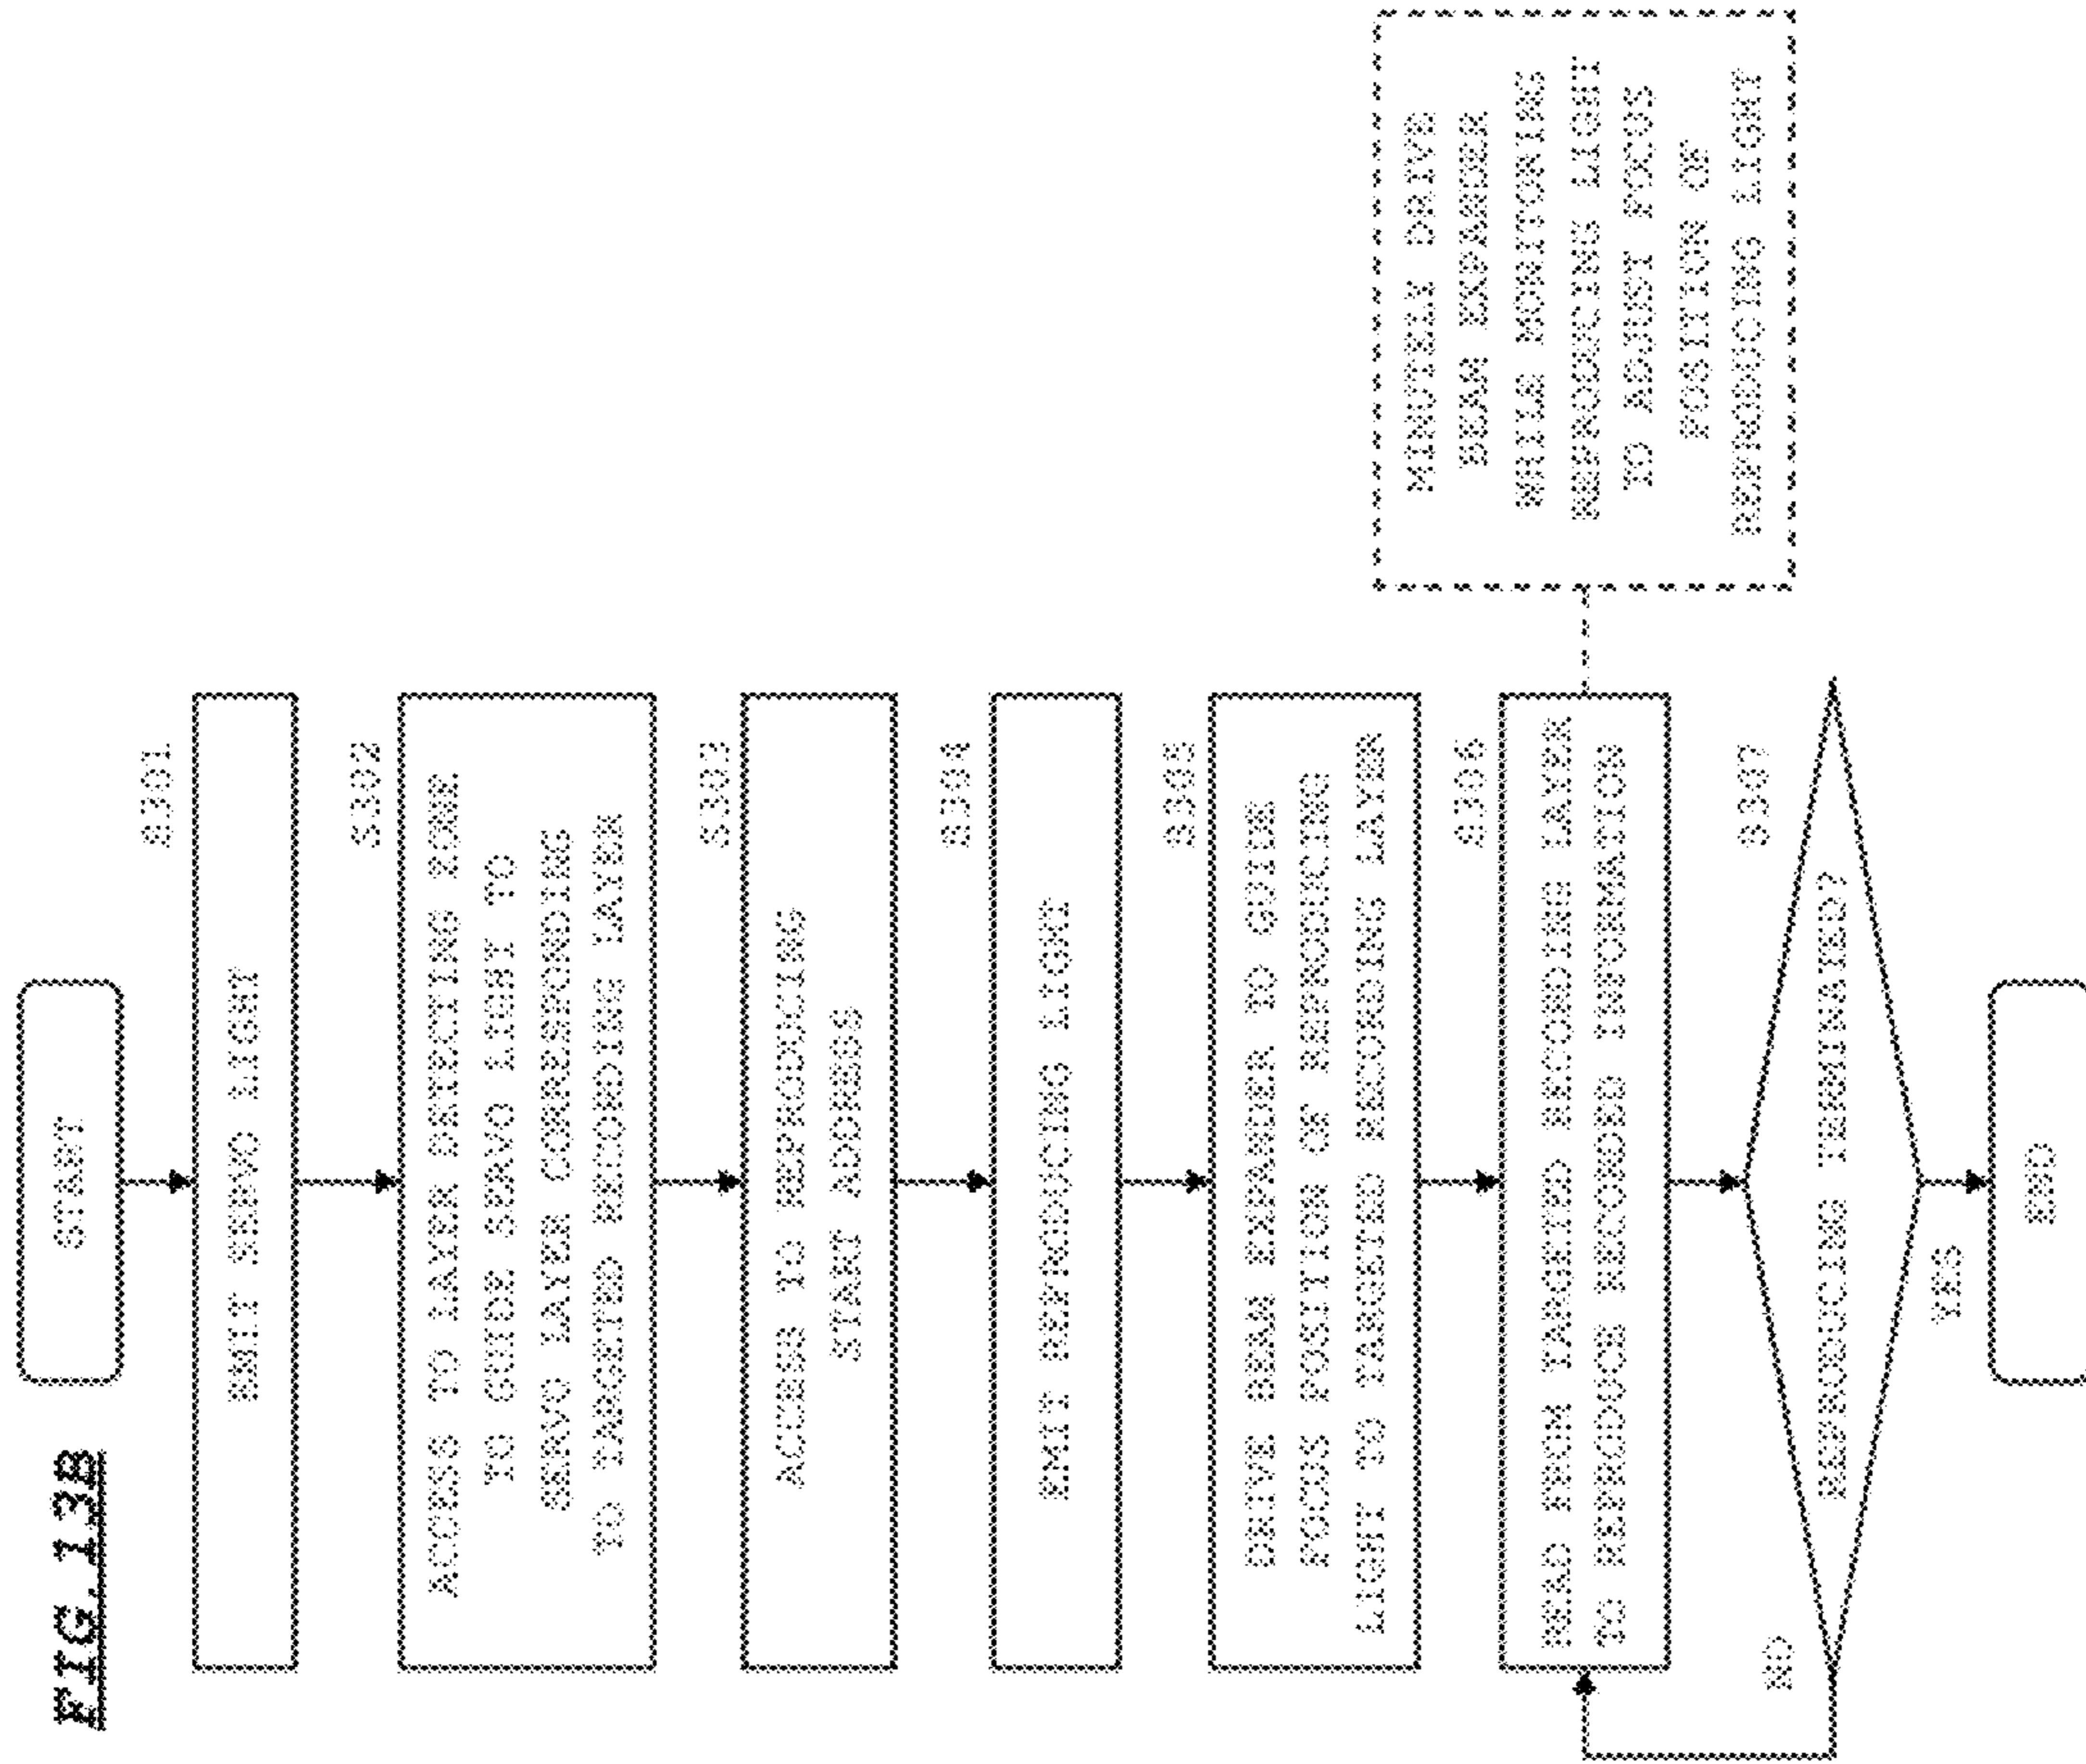 FIG. 13B
START
S301
EMIT SERVO LIGHT
S302
ACCESS TO LAYER DETECTING ZONE
TO GUIDE SERVO LIGHT TO
SERVO LAYER CORRESPONDING
TO TARGETED RECORDING LAYER
S303
ACCESS TO REPRODUCING
START ADDRESS
S304
EMIT REPRODUCING LIGHT
S305
DRIVE BEAM EXPANDER TO GUIDE
FOCUS POSITION OF REPRODUCING
LIGHT TO TARGETED RECORDING LAYER
S306
READ FROM TARGETED RECORDING LAYER
TO REPRODUCE RECORDED INFORMATION
MINUTELY DRIVE
BEAM EXPANDER
WHILE MONITORING
REPRODUCING LIGHT
TO ADJUST FOCUS
POSITION OF
REPRODUCING LIGHT
S307
REPRODUCING TERMINATED?
NO
YES
END